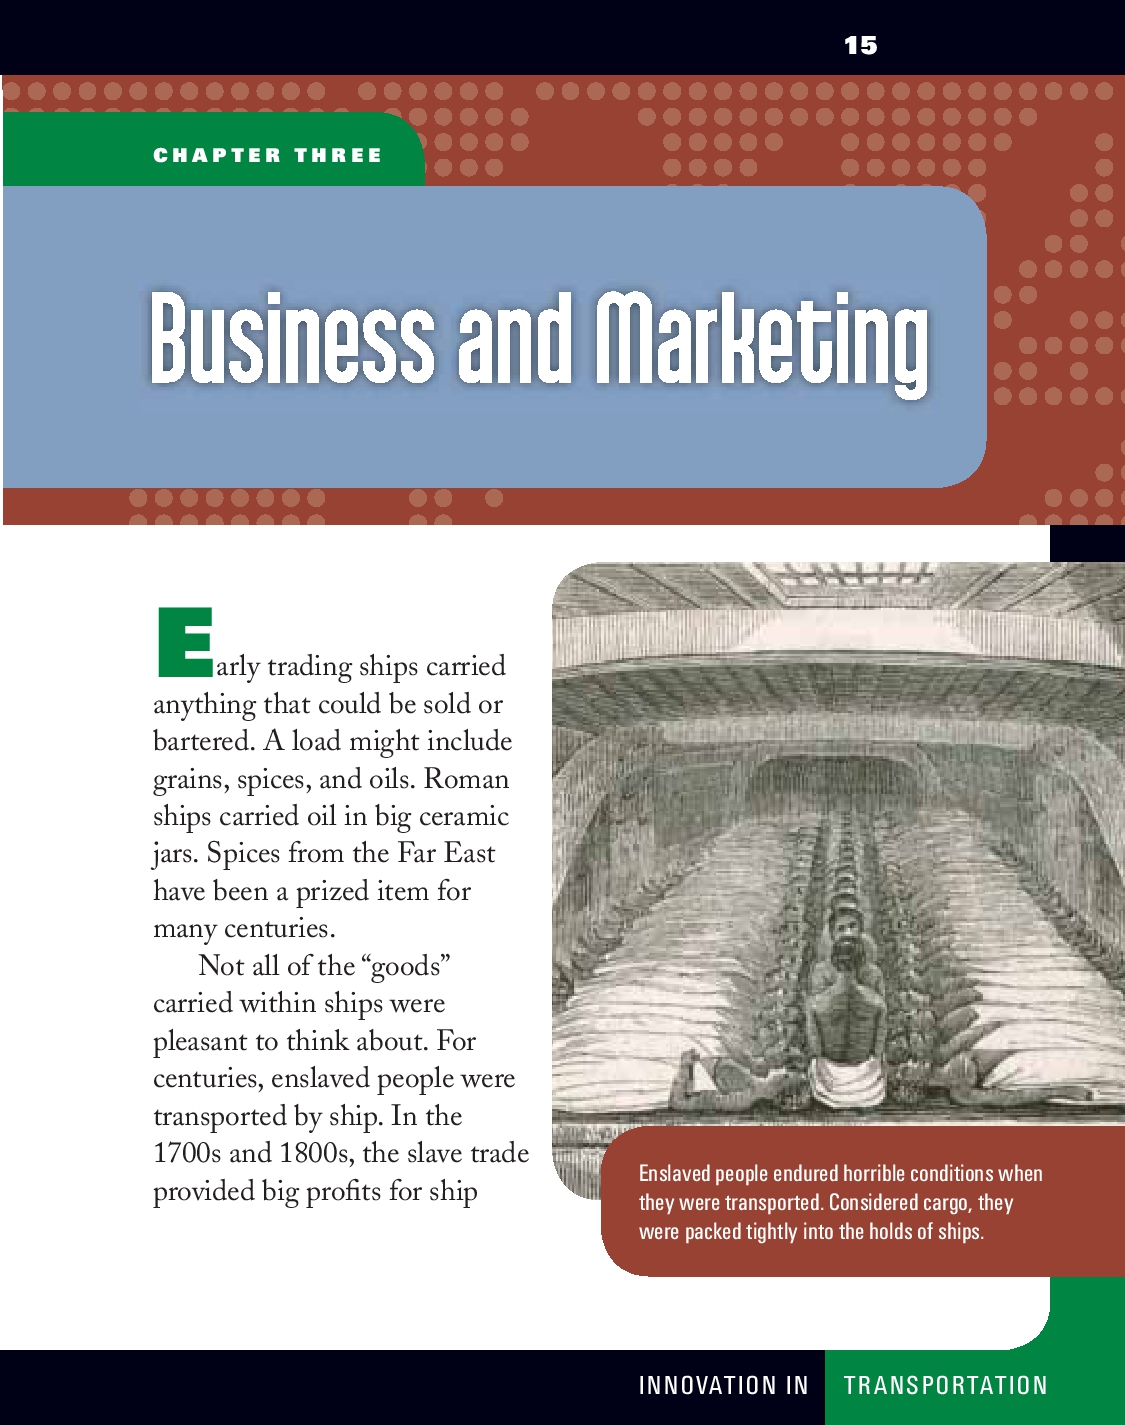 15
CHAPTER THREE
Business and Marketing
Early trading ships carried
anything that could be sold or
bartered. A load might include
grains, spices, and oils. Roman
ships carried oil in big ceramic
jars. Spices from the Far East
have been a prized item for
many centuries.
Not all of the “goods”
carried within ships were
pleasant to think about. For
centuries, enslaved people were
transported by ship. In the
1700s and 1800s, the slave trade
provided big profits for ship
Enslaved people endured horrible conditions when
they were transported. Considered cargo, they
were packed tightly into the holds of ships.
INNOVATION IN TRANSPORTATION